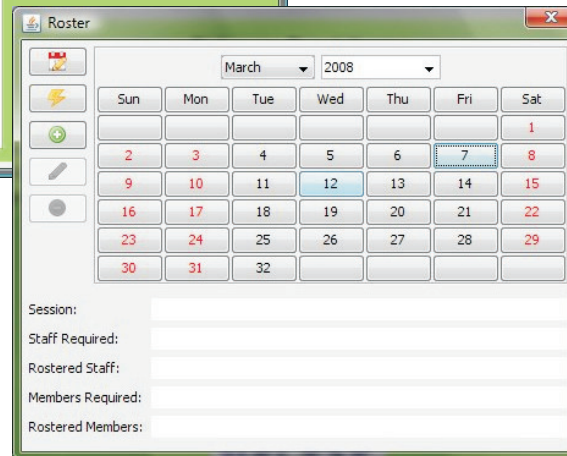 Roster
March 2008
Sun Mon Tue Wed Thu Fri Sat
1
2 3 4 5 6 7 8
9 10 11 12 13 14 15
16 17 18 19 20 21 22
23 24 25 26 27 28 29
30 31 32
Session:
Staff Required:
Rostered Staff:
Members Required:
Rostered Members: